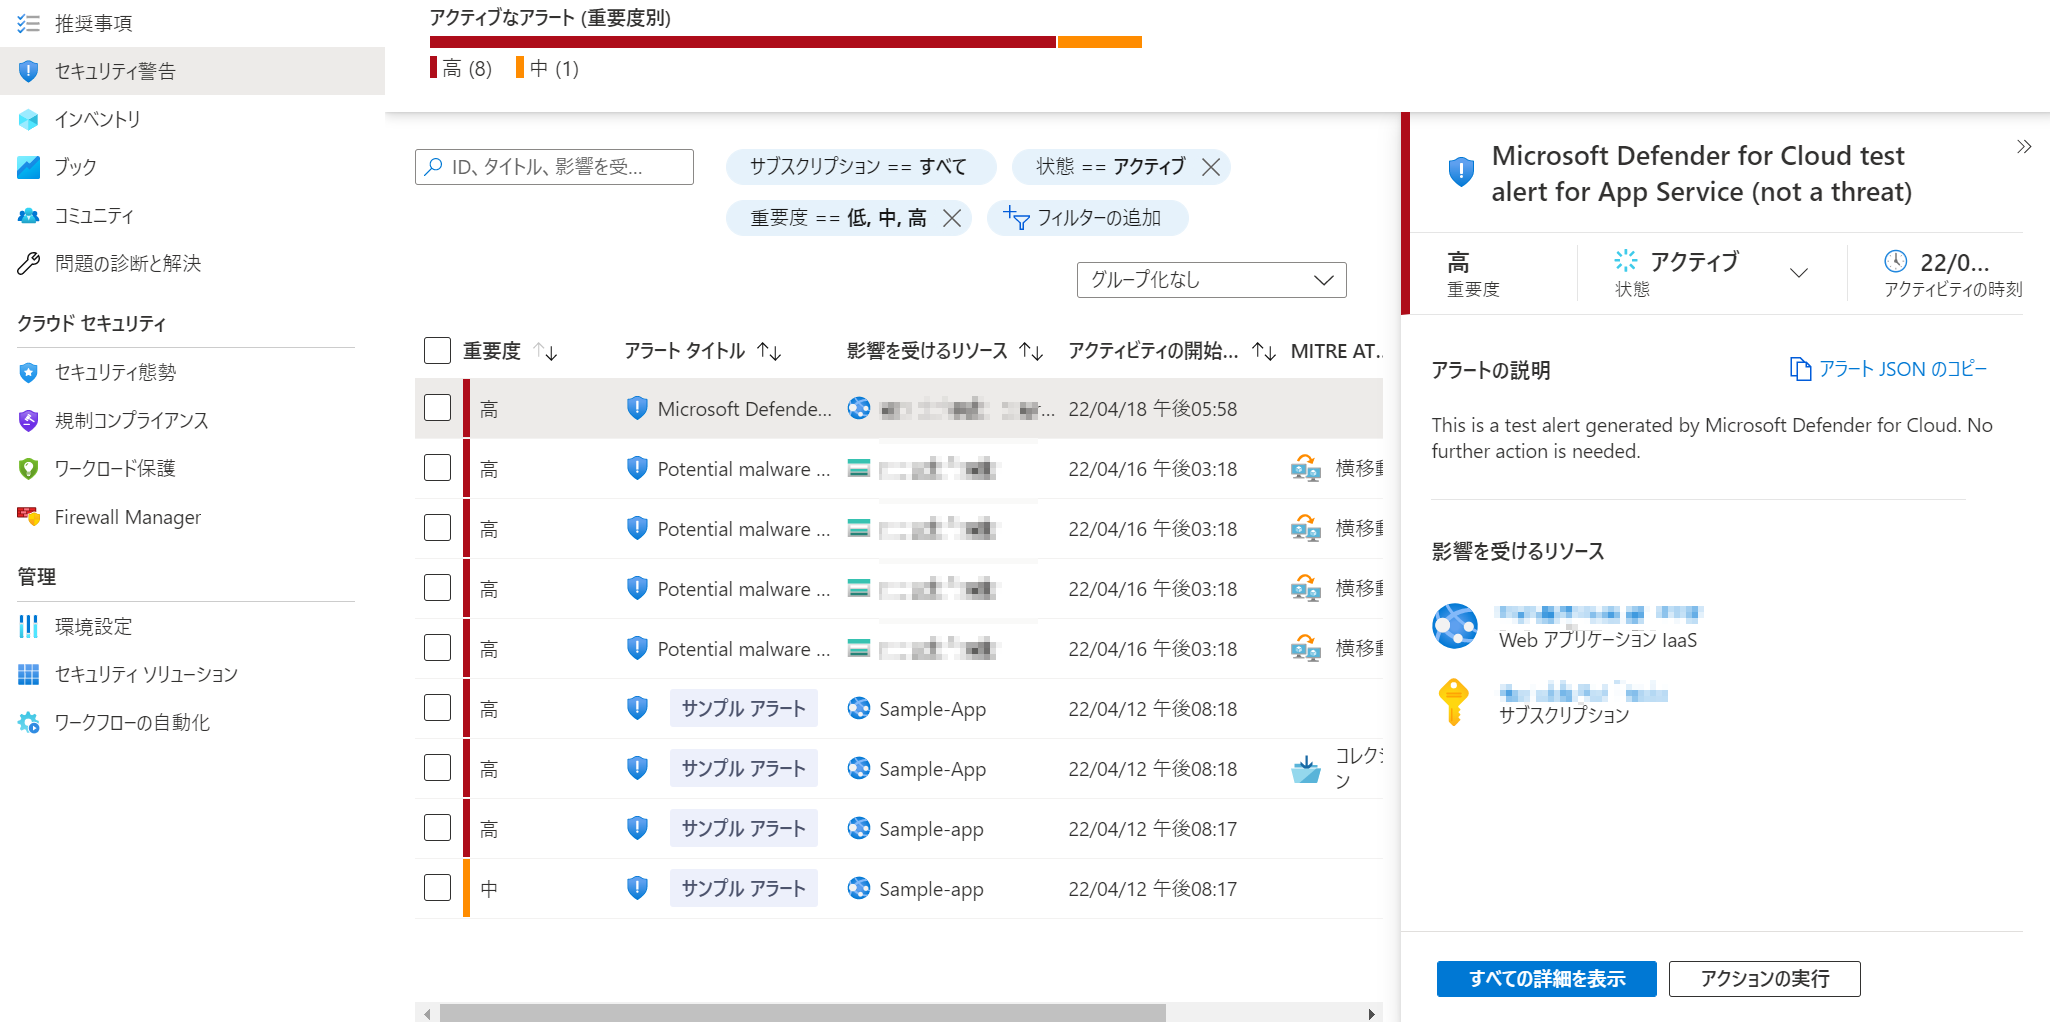 推奨事項
セキュリティ警告
インベントリ
ブック
コミュニティ
問題の診断と解決
クラウド セキュリティ
セキュリティ態勢
規制コンプライアンス
ワークロード保護
Firewall Manager
管理
環境設定
セキュリティ ソリューション
ワークフローの自動化
アクティブなアラート (重要度別)
高 (8) 中 (1)
ID、タイトル、影響を受...
サブスクリプション == すべて
状態 == アクティブ
重要度 == 低, 中, 高
フィルターの追加
グループ化なし
重要度 アラート タイトル 影響を受けるリソース アクティビティの開始... MITRE AT...
高 Microsoft Defende... 22/04/18 午後05:58
高 Potential malware ... 22/04/16 午後03:18 横移動
高 Potential malware ... 22/04/16 午後03:18 横移動
高 Potential malware ... 22/04/16 午後03:18 横移動
高 Potential malware ... 22/04/16 午後03:18 横移動
高 サンプル アラート Sample-App 22/04/12 午後08:18
高 サンプル アラート Sample-App 22/04/12 午後08:18 コレクシ
ン
高 サンプル アラート Sample-app 22/04/12 午後08:17
中 サンプル アラート Sample-app 22/04/12 午後08:17
Microsoft Defender for Cloud test
alert for App Service (not a threat)
高
重要度
アクティブ
状態
22/0...
アクティビティの時刻
アラートの説明
アラート JSON のコピー
This is a test alert generated by Microsoft Defender for Cloud. No
further action is needed.
影響を受けるリソース
Web アプリケーション IaaS
サブスクリプション
すべての詳細を表示
アクションの実行